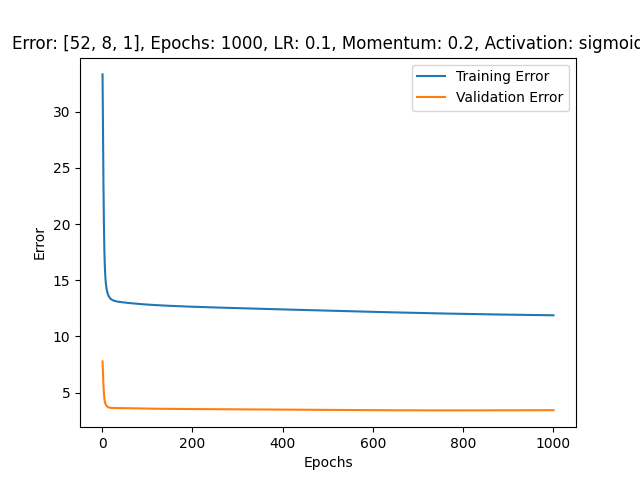 Error: [52, 8, 1], Epochs: 1000, LR: 0.1, Momentum: 0.2, Activation: sigmoid
Training Error
Validation Error
30
25
20
15
10
5
Error
0 200 400 600 800 1000
Epochs